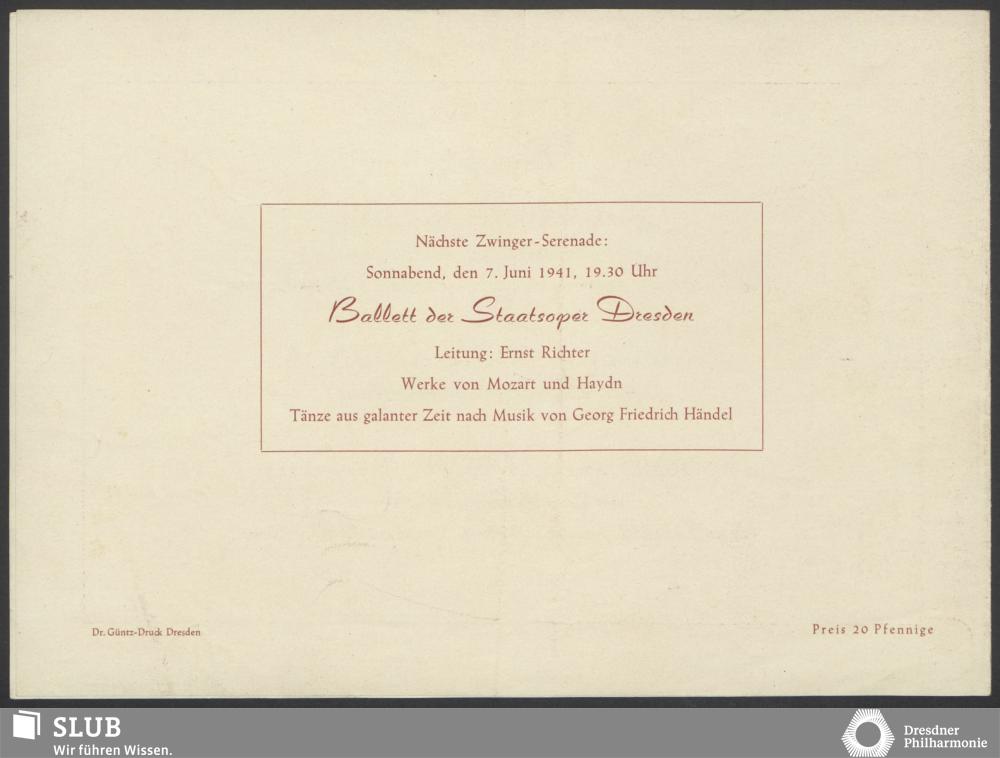 Nächste Zwinger-Serenade:
Sonnabend, den 7. Juni 1941, 19.30 Uhr
Ballett der Staatsoper Dresden
Leitung: Ernst Richter
Werke von Mozart und Haydn
Tänze aus galanter Zeit nach Musik von Georg Friedrich Händel
Dr. Güntz-Druck Dresden
Preis 20 Pfennige
SLUB
Wir führen Wissen.
Dresdner
Philharmonie